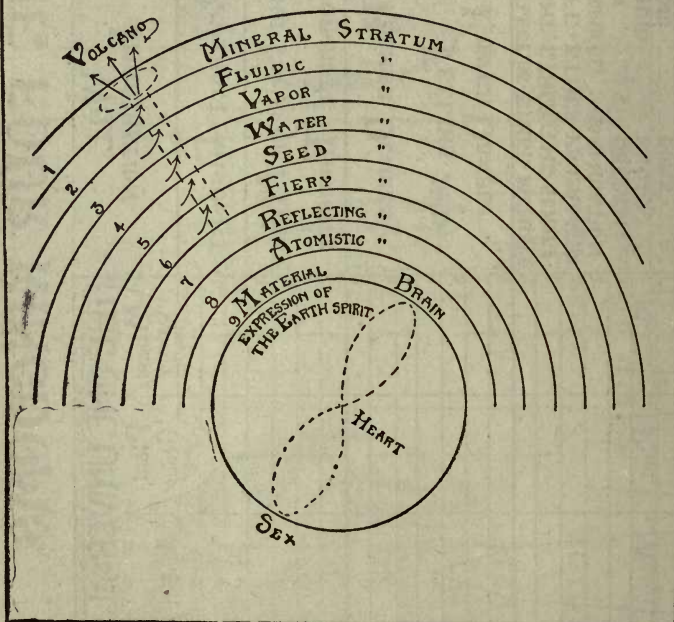 VOLCANO
MINERAL STRATUM
FLUIDIC "
VAPOR "
WATER "
SEED "
FIERY "
REFLECTING "
ATOMISTIC "
MATERIAL
EXPRESSION OF
THE EARTH SPIRIT,
BRAIN
HEART
SEX
1
2
3
4
5
6
7
8
9